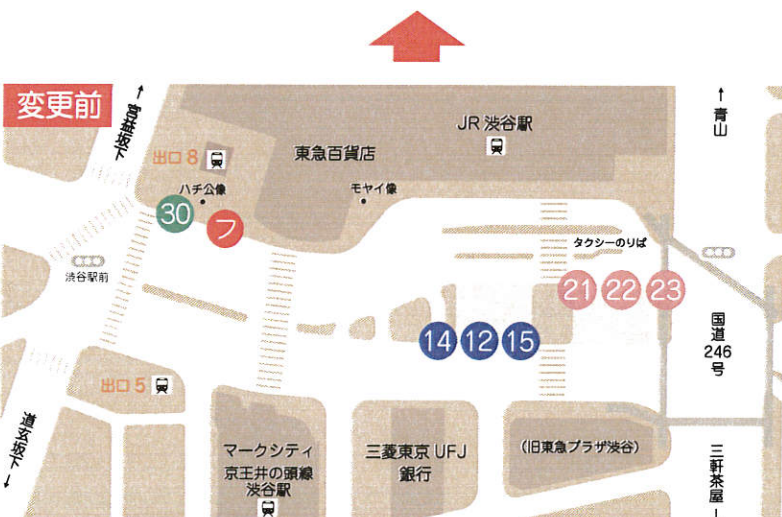 変更前
↑宮益坂下
出口8
東急百貨店
JR渋谷駅
↑青山
ハチ公像
モヤイ像
30
フ
タクシーのりば
渋谷駅前
21 22 23
14 12 15
国道246号
出口5
道玄坂下↓
マークシティ
京王井の頭線
渋谷駅
三菱東京UFJ
銀行
(旧東急プラザ渋谷)
三軒茶屋